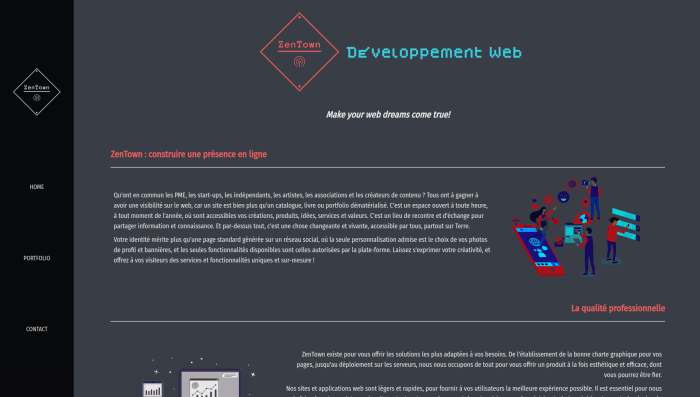 ZenTown
Développement Web
ZenTown
Make your web dreams come true!
ZenTown : construire une présence en ligne
HOME
Qu'ont en commun les PME, les start-ups, les indépendants, les artistes, les associations et les créateurs de contenu ? Tous ont à gagner à
avoir une visibilité sur le web, car un site est bien plus qu'un catalogue, livre ou portfolio dématérialisé. C'est un espace ouvert à toute heure,
à tout moment de l'année, où sont accessibles vos créations, produits, idées, services et valeurs. C'est un lieu de recontre et d'échange pour
partager information et connaissance. Et par-dessus tout, c'est une chose changeante et vivante, accessible par tous, partout sur Terre.
Votre identité mérite plus qu'une page standard générée sur un réseau social, où la seule personnalisation admise est le choix de vos photos
de profil et bannières, et les seules fonctionnalités disponibles sont celles autorisées par la plate-forme. Laissez s'exprimer votre créativité, et
offrez à vos visiteurs des services et fonctionnalités uniques et sur-mesure !
PORTFOLIO
La qualité professionnelle
CONTACT
ZenTown existe pour vous offrir les solutions les plus adaptées à vos besoins. De l'établissement de la bonne charte graphique pour vos
pages, jusqu'au déploiement sur les serveurs, nous nous occupons de tout pour vous offrir un produit à la fois esthétique et efficace, dont
vous pourrez être fier.
Nos sites et applications web sont légers et rapides, pour fournir à vos utilisateurs la meilleure expérience possible. Il est essentiel pour nous